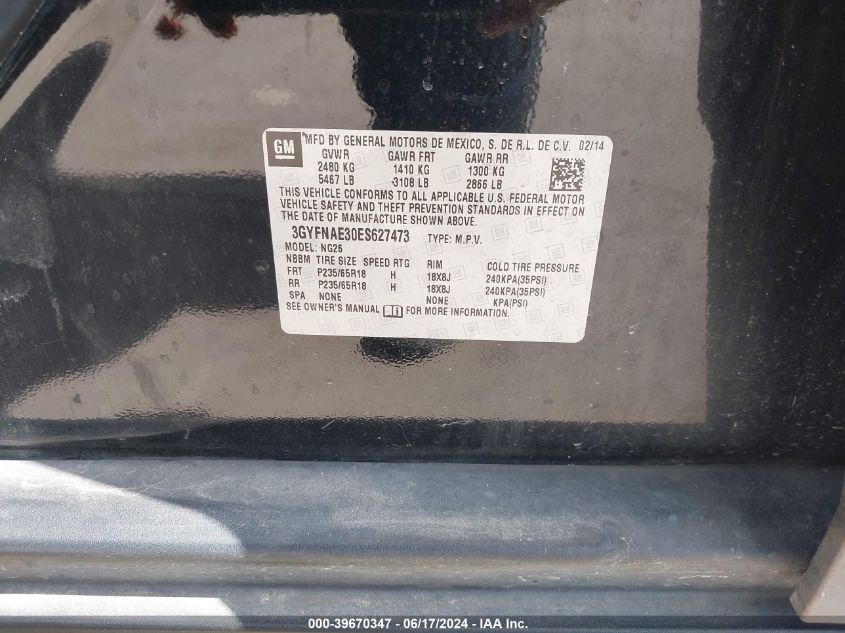 GM MFD BY GENERAL MOTORS DE MEXICO, S. DE R.L. DE C.V. 02/14
GVWR GAWR FRT GAWR RR
2480 KG 1410 KG 1300 KG
5467 LB 3108 LB 2866 LB
THIS VEHICLE CONFORMS TO ALL APPLICABLE U.S. FEDERAL MOTOR
VEHICLE SAFETY AND THEFT PREVENTION STANDARDS IN EFFECT ON
THE DATE OF MANUFACTURE SHOWN ABOVE.
3GYFNAE30ES627473 TYPE: M.P.V.
MODEL: NG26
NBBM TIRE SIZE SPEED RTG RIM COLD TIRE PRESSURE
FRT P235/65R18 H 18X8J 240KPA(35PSI)
RR P235/65R18 H 18X8J 240KPA(35PSI)
SPA NONE NONE KPA(PSI)
SEE OWNER'S MANUAL FOR MORE INFORMATION.
000-39670347 - 06/17/2024 - IAA Inc.